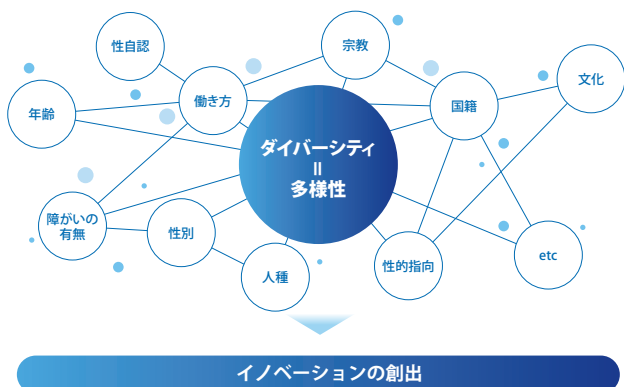 性自認
宗教
文化
年齢
働き方
国籍
ダイバーシティ
=
多様性
障がいの
有無
性別
人種
性的指向
etc
イノベーションの創出